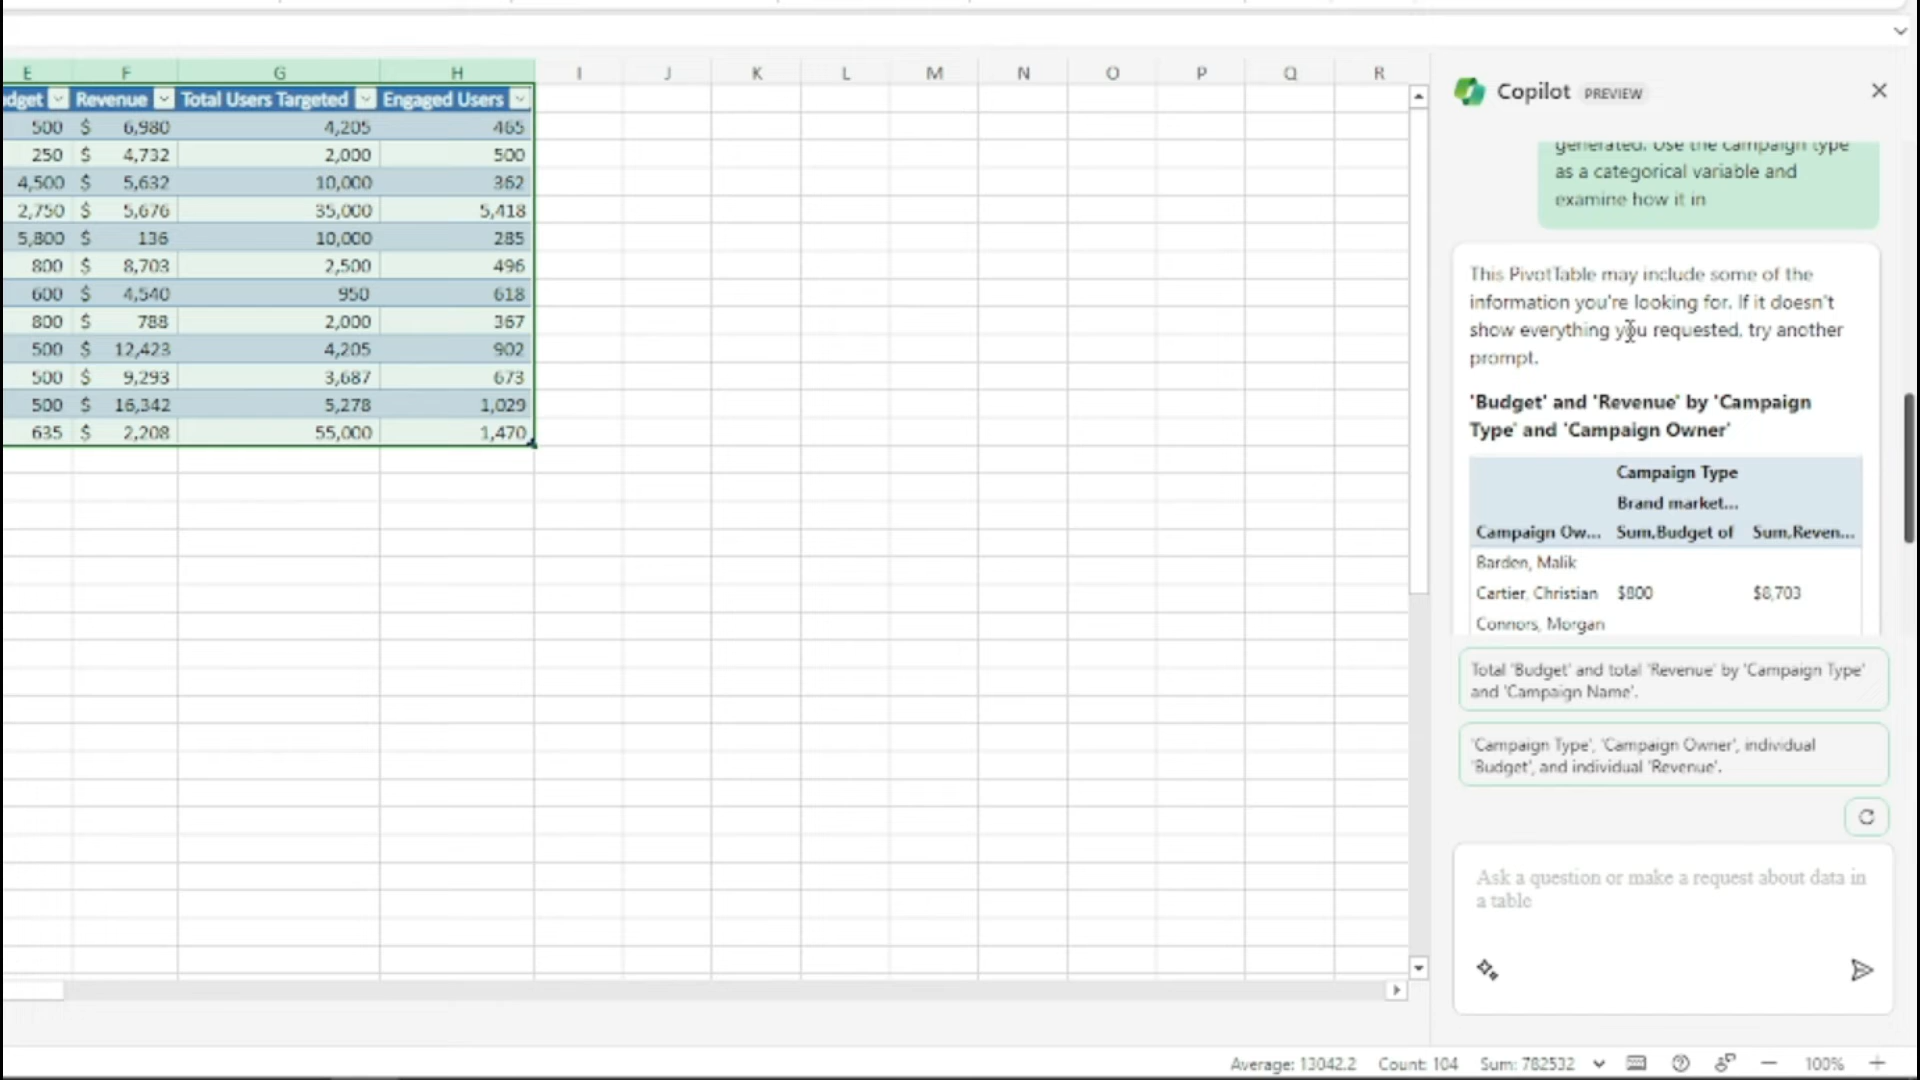 E F G H I J K L M N O P Q R
udget Revenue Total Users Targeted Engaged Users
500 $ 6,980 4,205 465
250 $ 4,732 2,000 500
4,500 $ 5,632 10,000 362
2,750 $ 5,676 35,000 5,418
5,800 $ 136 10,000 285
800 $ 8,703 2,500 496
600 $ 4,540 950 618
800 $ 788 2,000 367
500 $ 12,423 4,205 902
500 $ 9,293 3,687 673
500 $ 16,342 5,278 1,029
635 $ 2,208 55,000 1,470
Copilot PREVIEW
generated. Use the campaign type
as a categorical variable and
examine how it in
This PivotTable may include some of the
information you're looking for. If it doesn't
show everything you requested, try another
prompt.
'Budget' and 'Revenue' by 'Campaign
Type' and 'Campaign Owner'
Campaign Type
Brand market...
Campaign Ow... Sum,Budget of Sum,Reven...
Barden, Malik
Cartier, Christian $800 $8,703
Connors, Morgan
Total 'Budget' and total 'Revenue' by 'Campaign Type'
and 'Campaign Name'.
'Campaign Type', 'Campaign Owner', individual
'Budget', and individual 'Revenue'.
Ask a question or make a request about data in
a table
Average: 13042.2 Count: 104 Sum: 782532 100%